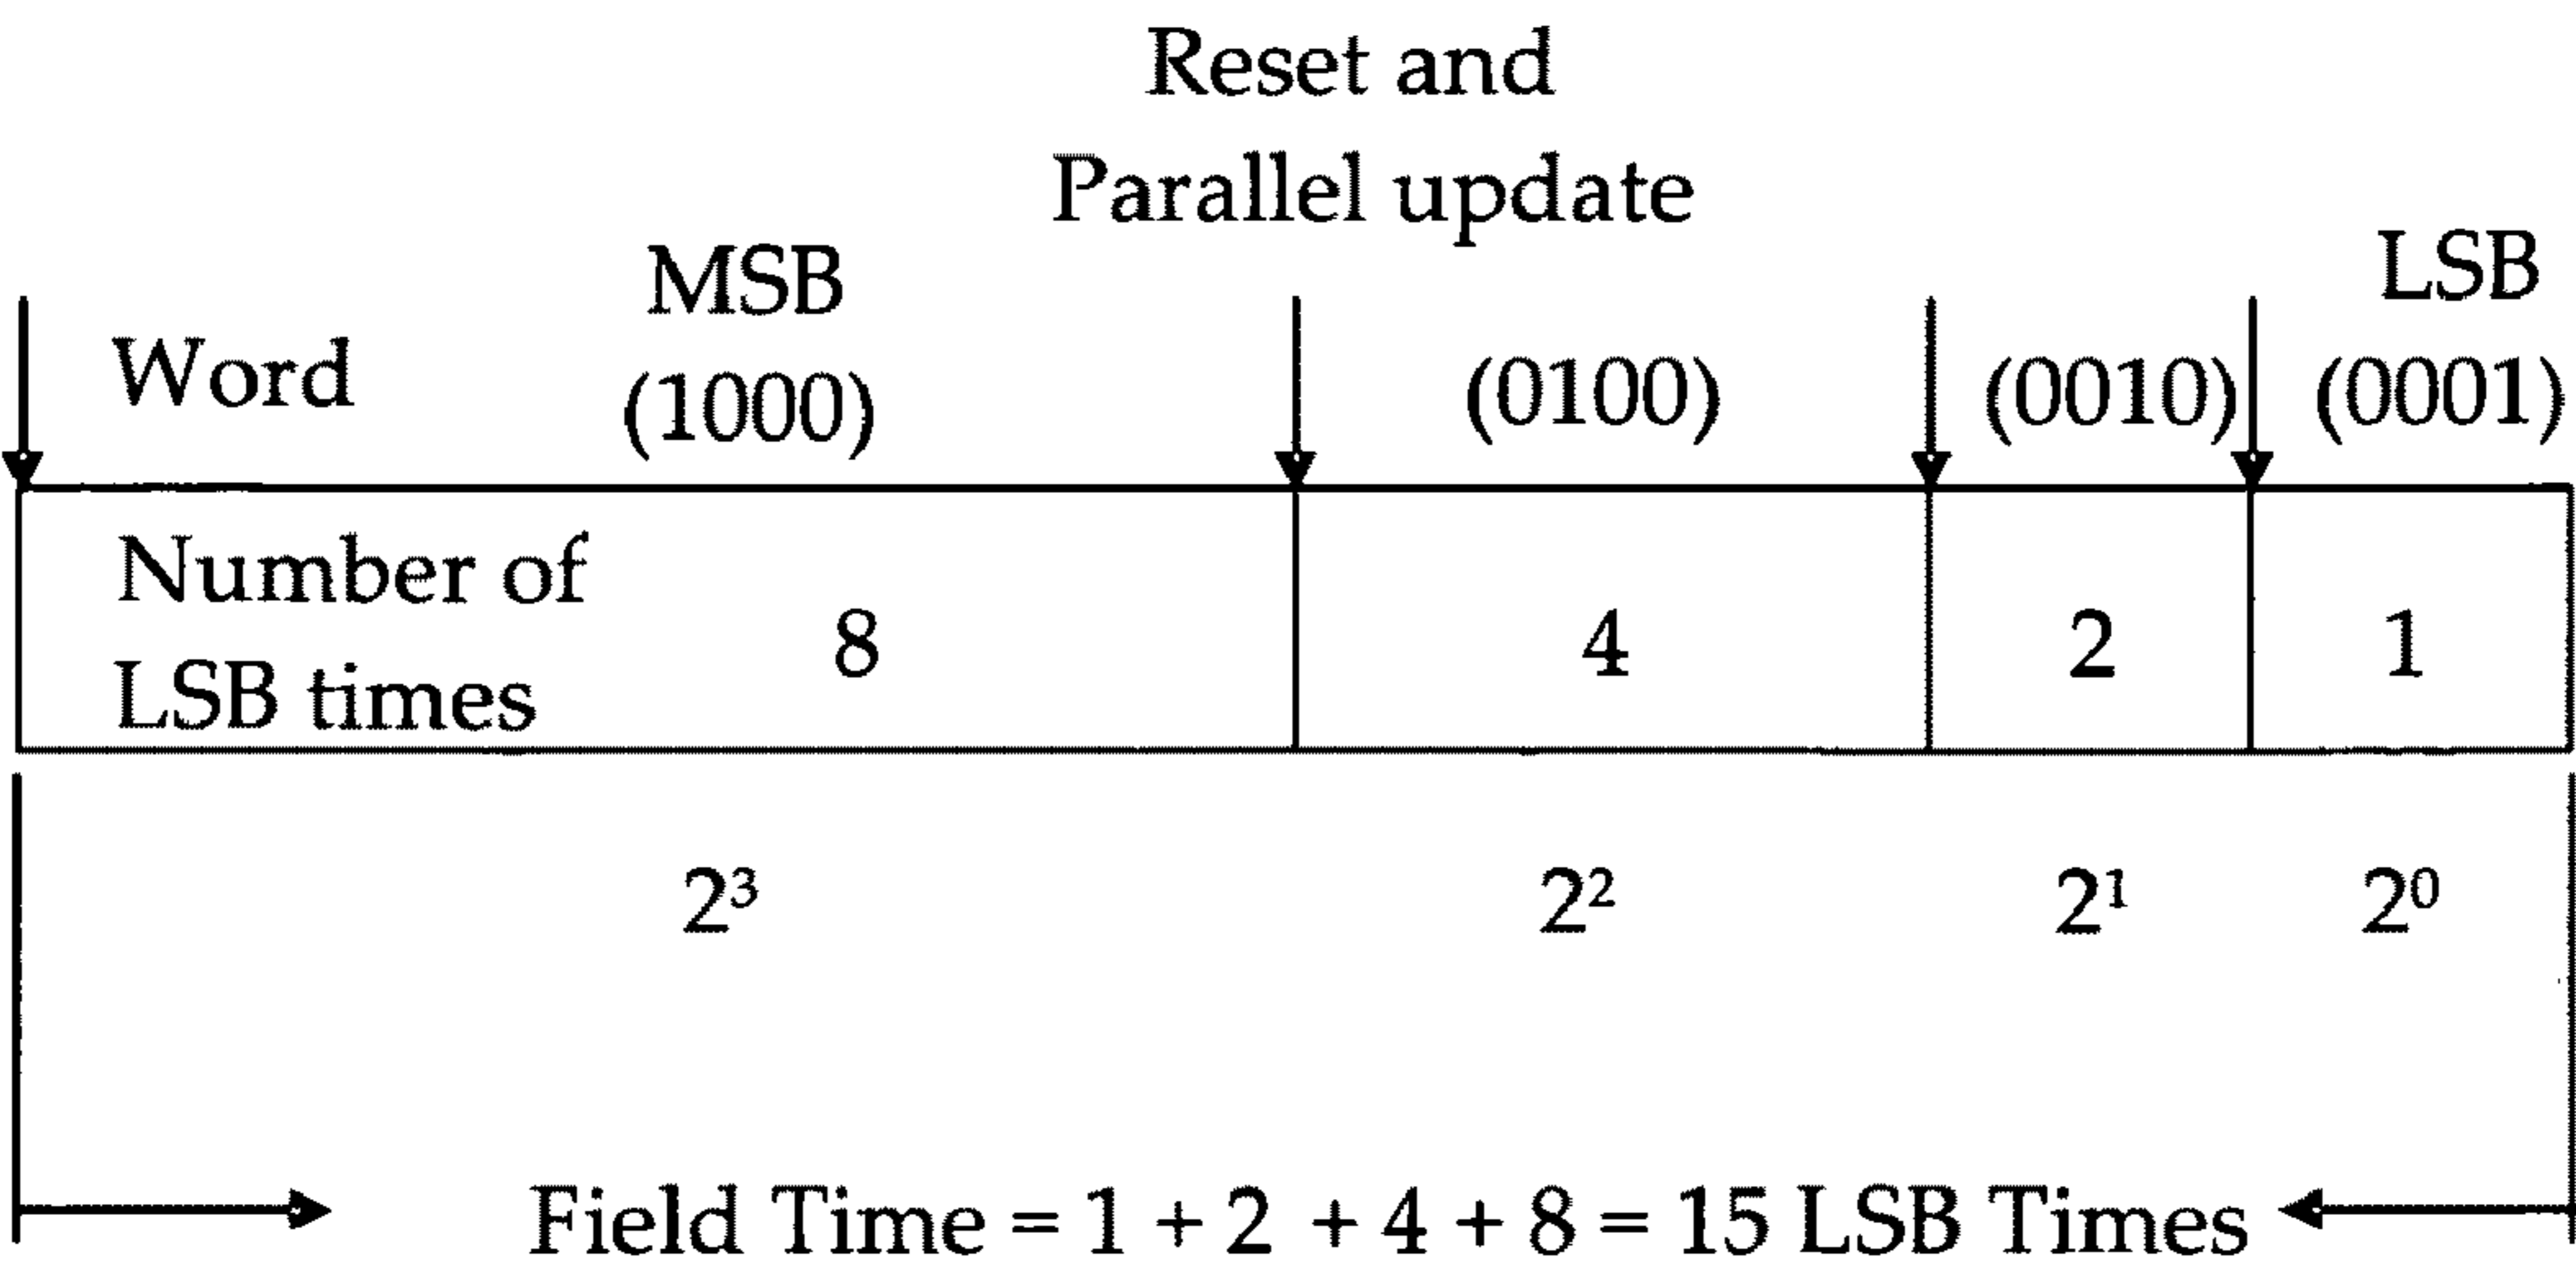 Reset and
Parallel update
MSB
LSB
Word
(1000)
(0100)
(0010)
(0001)
Number of
LSB times
8
4
2
1
2³
2²
2¹
2⁰
Field Time = 1 + 2 + 4 + 8 = 15 LSB Times